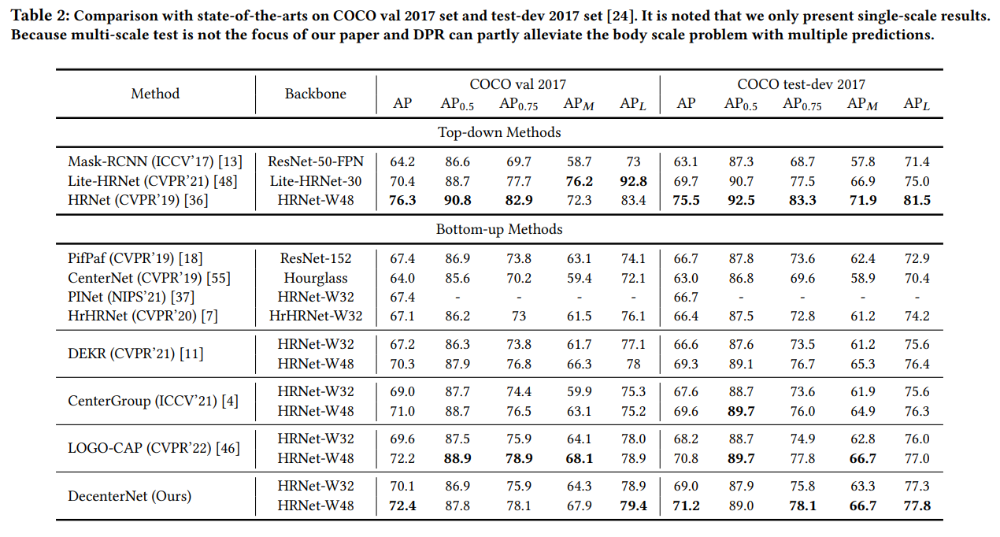 Table 2: Comparison with state-of-the-arts on COCO val 2017 set and test-dev 2017 set [24]. It is noted that we only present single-scale results.
Because multi-scale test is not the focus of our paper and DPR can partly alleviate the body scale problem with multiple predictions.
Method Backbone COCO val 2017 COCO test-dev 2017
AP AP0.5 AP0.75 APM APL AP AP0.5 AP0.75 APM APL
Top-down Methods
Mask-RCNN (ICCV'17) [13] ResNet-50-FPN 64.2 86.6 69.7 58.7 73 63.1 87.3 68.7 57.8 71.4
Lite-HRNet (CVPR'21) [48] Lite-HRNet-30 70.4 88.7 77.7 76.2 92.8 69.7 90.7 77.5 66.9 75.0
HRNet (CVPR'19) [36] HRNet-W48 76.3 90.8 82.9 72.3 83.4 75.5 92.5 83.3 71.9 81.5
Bottom-up Methods
PifPaf (CVPR'19) [18] ResNet-152 67.4 86.9 73.8 63.1 74.1 66.7 87.8 73.6 62.4 72.9
CenterNet (CVPR'19) [55] Hourglass 64.0 85.6 70.2 59.4 72.1 63.0 86.8 69.6 58.9 70.4
PINet (NIPS'21) [37] HRNet-W32 67.4 - - - - 66.7 - - - -
HrHRNet (CVPR'20) [7] HrHRNet-W32 67.1 86.2 73 61.5 76.1 66.4 87.5 72.8 61.2 74.2
DEKR (CVPR'21) [11] HRNet-W32 67.2 86.3 73.8 61.7 77.1 66.6 87.6 73.5 61.2 75.6
HRNet-W48 70.3 87.9 76.8 66.3 78 69.3 89.1 76.7 65.3 76.4
CenterGroup (ICCV'21) [4] HRNet-W32 69.0 87.7 74.4 59.9 75.3 67.6 88.7 73.6 61.9 75.6
HRNet-W48 71.0 88.7 76.5 63.1 75.2 69.6 89.7 76.0 64.9 76.3
LOGO-CAP (CVPR'22) [46] HRNet-W32 69.6 87.5 75.9 64.1 78.0 68.2 88.7 74.9 62.8 76.0
HRNet-W48 72.2 88.9 78.9 68.1 78.9 70.8 89.7 77.8 66.7 77.0
DecenterNet (Ours) HRNet-W32 70.1 86.9 75.9 64.3 78.9 69.0 87.9 75.8 63.3 77.3
HRNet-W48 72.4 87.8 78.1 67.9 79.4 71.2 89.0 78.1 66.7 77.8